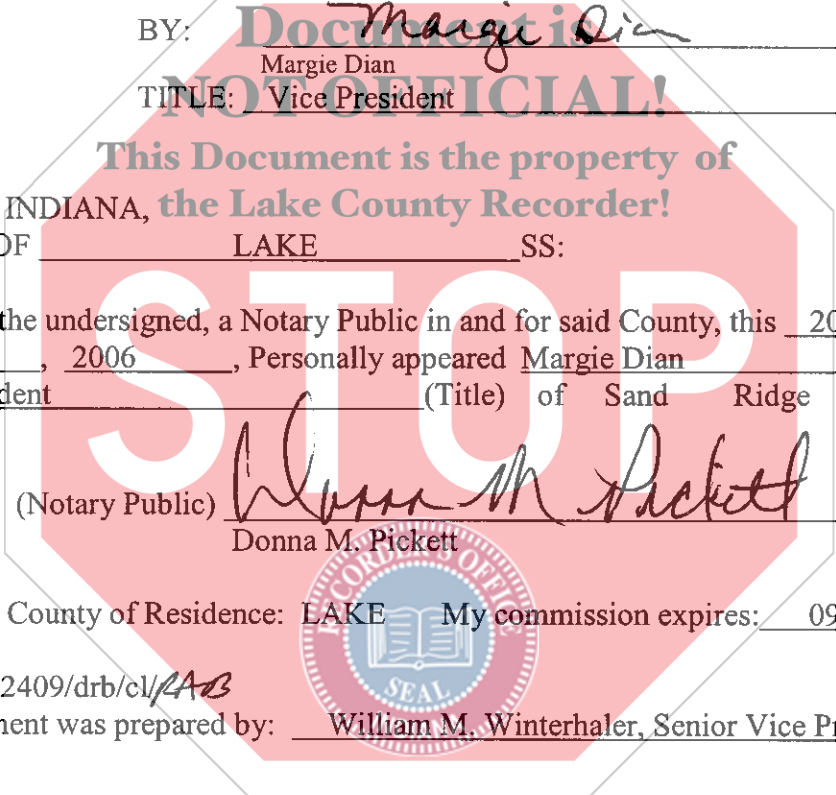 Document is
BY: Margie Dian
Margie Dian
NOT OFFICIAL!
TITLE: Vice President
This Document is the property of
the Lake County Recorder!
INDIANA,
OF LAKE SS:
STOP
the undersigned, a Notary Public in and for said County, this 20
, 2006 , Personally appeared Margie Dian
dent (Title) of Sand Ridge
(Notary Public) Donna M Pickett
Donna M. Pickett
RECORDER'S OFFICE
County of Residence: LAKE My commission expires: 09
SEAL
2409/drb/cl/
ment was prepared by: William M. Winterhaler, Senior Vice Pr
INDIANA